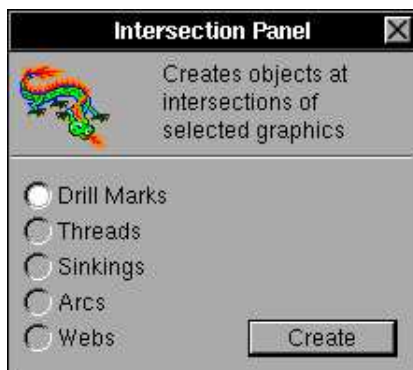 Intersection Panel
Creates objects at
intersections of
selected graphics
Drill Marks
Threads
Sinkings
Arcs
Webs
Create